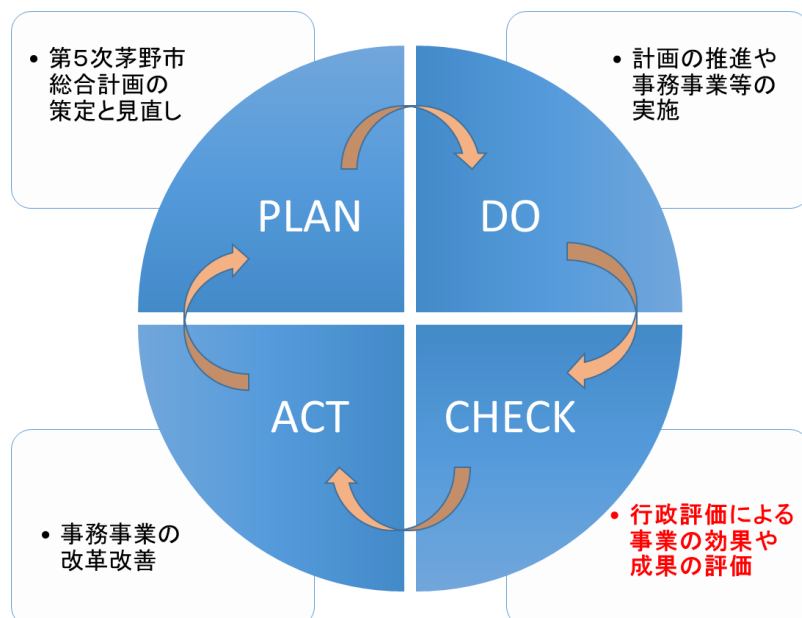 • 第５次茅野市
総合計画の
策定と見直し
• 計画の推進や
事務事業等の
実施
PLAN
DO
ACT
CHECK
• 事務事業の
改革改善
• 行政評価による
事業の効果や
成果の評価